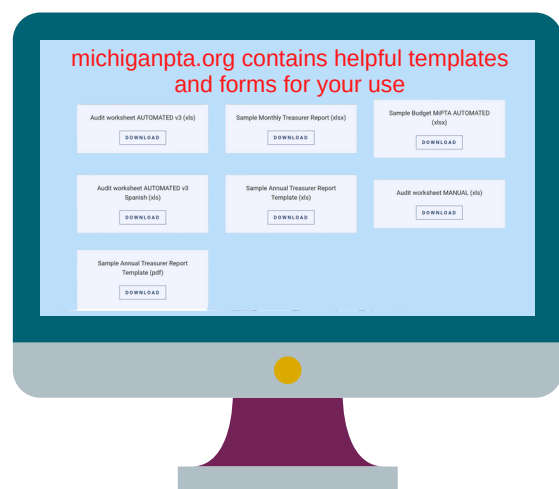 michiganpta.org contains helpful templates
and forms for your use
Audit worksheet AUTOMATED v3 (xls)
DOWNLOAD
Sample Monthly Treasurer Report (xlsx)
DOWNLOAD
Sample Budget MiPTA AUTOMATED
(xlsx)
DOWNLOAD
Audit worksheet AUTOMATED v3
Spanish (xls)
DOWNLOAD
Sample Annual Treasurer Report
Template (xls)
DOWNLOAD
Audit worksheet MANUAL (xls)
DOWNLOAD
Sample Annual Treasurer Report
Template (pdf)
DOWNLOAD